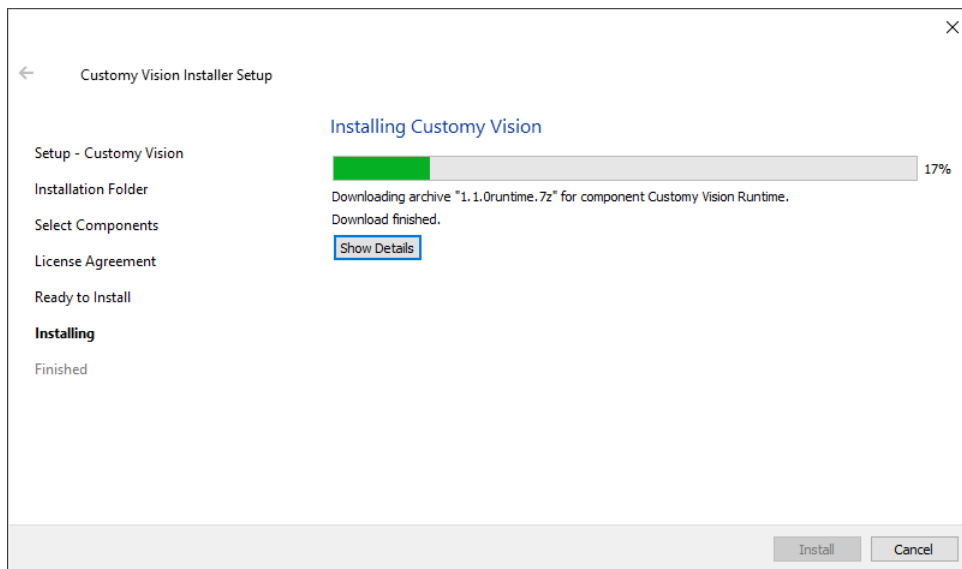 Customy Vision Installer Setup
Setup - Customy Vision
Installation Folder
Select Components
License Agreement
Ready to Install
Installing
Finished
Installing Customy Vision
17%
Downloading archive "1.1.0runtime.7z" for component Customy Vision Runtime.
Download finished.
Show Details
Install
Cancel